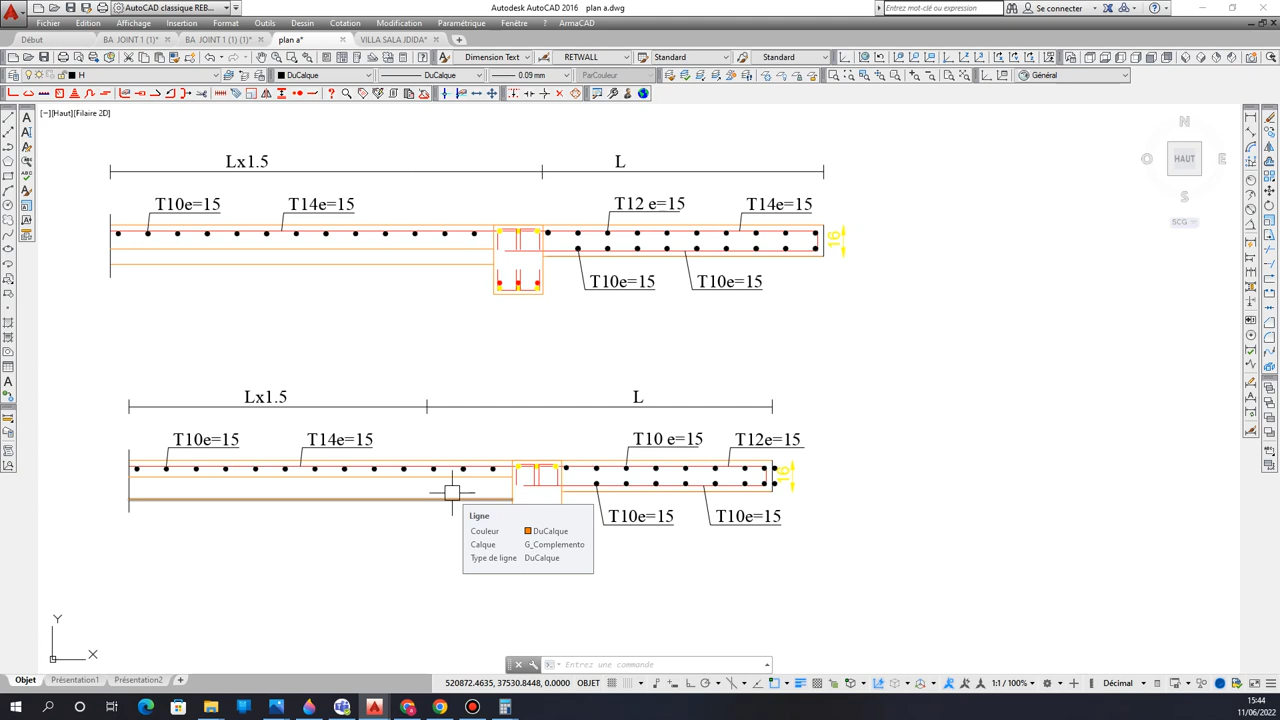 AutoCAD classique REB...
Autodesk AutoCAD 2016 plan a.dwg
Entrez mot-clé ou expression
Se connecter
Fichier Edition Affichage Insertion Format Outils Dessin Cotation Modification Paramétrique Fenêtre ? ArmaCAD
Début BA JOINT 1 (1)* BA JOINT 1 (1) (1)* plan a* VILLA SALA JDIDA*
Dimension Text Standard Standard
H DuCalque DuCalque 0.09 mm ParCouleur Général
[−][Haut][Filaire 2D]
N
O HAUT E
S
SCG
Lx1.5 L
T10e=15 T14e=15 T12 e=15 T14e=15
16
T10e=15 T10e=15
Lx1.5 L
T10e=15 T14e=15 T10 e=15 T12e=15
16
T10e=15 T10e=15
Ligne
Couleur DuCalque
Calque G_Complemento
Type de ligne DuCalque
Y
X
Entrez une commande
Objet Présentation1 Présentation2
520872.4635, 37530.8448, 0.0000 OBJET 1:1 / 100% Décimal
15:44
11/06/2022